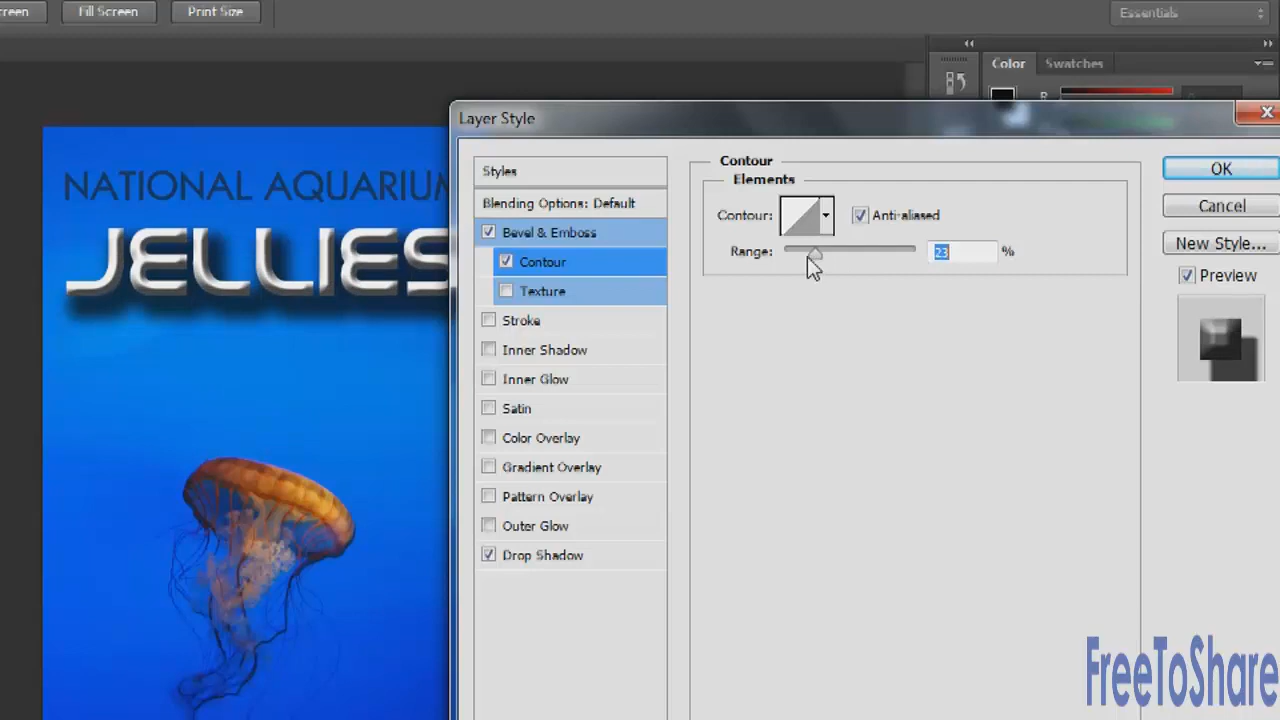 creen Fill Screen Print Size Essentials
Color Swatches
R
Layer Style
NATIONAL AQUARIUM
JELLIES
Styles
Blending Options: Default
Bevel & Emboss
Contour
Texture
Stroke
Inner Shadow
Inner Glow
Satin
Color Overlay
Gradient Overlay
Pattern Overlay
Outer Glow
Drop Shadow
Contour
Elements
Contour: Anti-aliased
Range: 23 %
OK
Cancel
New Style...
Preview
FreeToShare